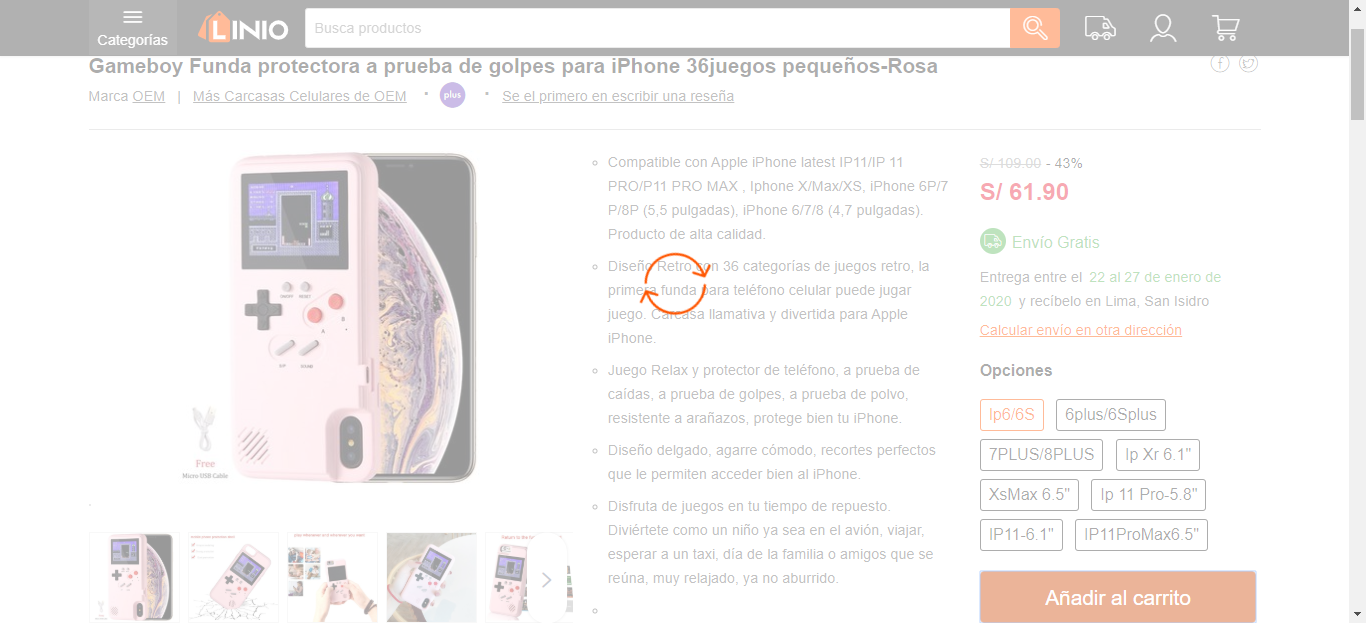 Categorías
LINIO
Busca productos
Gameboy Funda protectora a prueba de golpes para iPhone 36juegos pequeños-Rosa
Marca OEM | Más Carcasas Celulares de OEM · plus · Se el primero en escribir una reseña
Compatible con Apple iPhone latest IP11/IP 11
PRO/P11 PRO MAX , Iphone X/Max/XS, iPhone 6P/7
P/8P (5,5 pulgadas), iPhone 6/7/8 (4,7 pulgadas).
Producto de alta calidad.
Diseño Retro con 36 categorías de juegos retro, la
primera funda para teléfono celular puede jugar
juego. Carcasa llamativa y divertida para Apple
iPhone.
Juego Relax y protector de teléfono, a prueba de
caídas, a prueba de golpes, a prueba de polvo,
resistente a arañazos, protege bien tu iPhone.
Diseño delgado, agarre cómodo, recortes perfectos
que le permiten acceder bien al iPhone.
Disfruta de juegos en tu tiempo de repuesto.
Diviértete como un niño ya sea en el avión, viajar,
esperar a un taxi, día de la familia o amigos que se
reúna, muy relajado, ya no aburrido.
ON/OFF RESET
A
B
Free
Micro USB Cable
S/ 109.00 - 43%
S/ 61.90
Envío Gratis
Entrega entre el 22 al 27 de enero de
2020 y recíbelo en Lima, San Isidro
Calcular envío en otra dirección
Opciones
Ip6/6S 6plus/6Splus
7PLUS/8PLUS Ip Xr 6.1"
XsMax 6.5" Ip 11 Pro-5.8"
IP11-6.1" IP11ProMax6.5"
Añadir al carrito